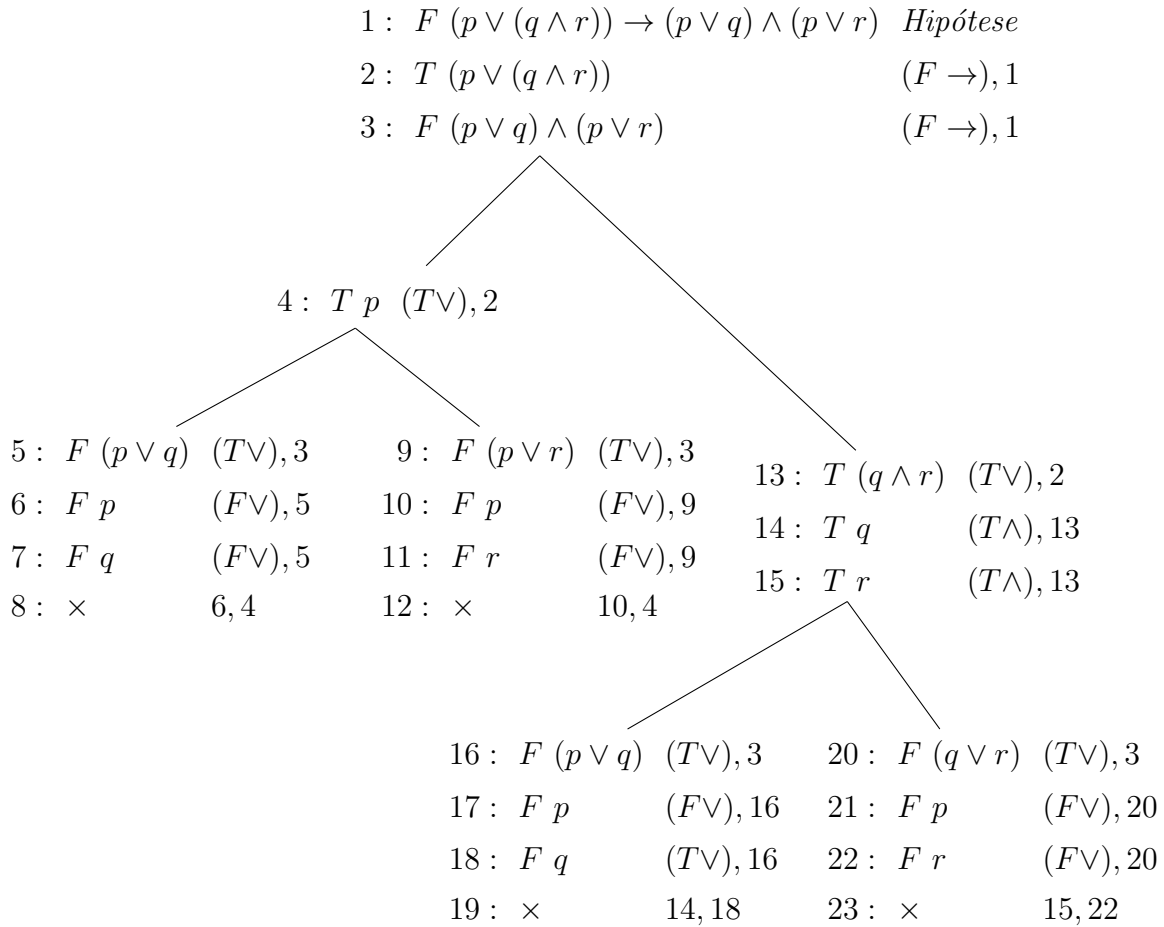 1 : F (p ∨ (q ∧ r)) → (p ∨ q) ∧ (p ∨ r) Hipótese
2 : T (p ∨ (q ∧ r)) (F →), 1
3 : F (p ∨ q) ∧ (p ∨ r) (F →), 1
4 : T p (T∨), 2
5 : F (p ∨ q) (T∨), 3
6 : F p (F∨), 5
7 : F q (F∨), 5
8 : × 6, 4
9 : F (p ∨ r) (T∨), 3
10 : F p (F∨), 9
11 : F r (F∨), 9
12 : × 10, 4
13 : T (q ∧ r) (T∨), 2
14 : T q (T∧), 13
15 : T r (T∧), 13
16 : F (p ∨ q) (T∨), 3
17 : F p (F∨), 16
18 : F q (T∨), 16
19 : × 14, 18
20 : F (q ∨ r) (T∨), 3
21 : F p (F∨), 20
22 : F r (F∨), 20
23 : × 15, 22